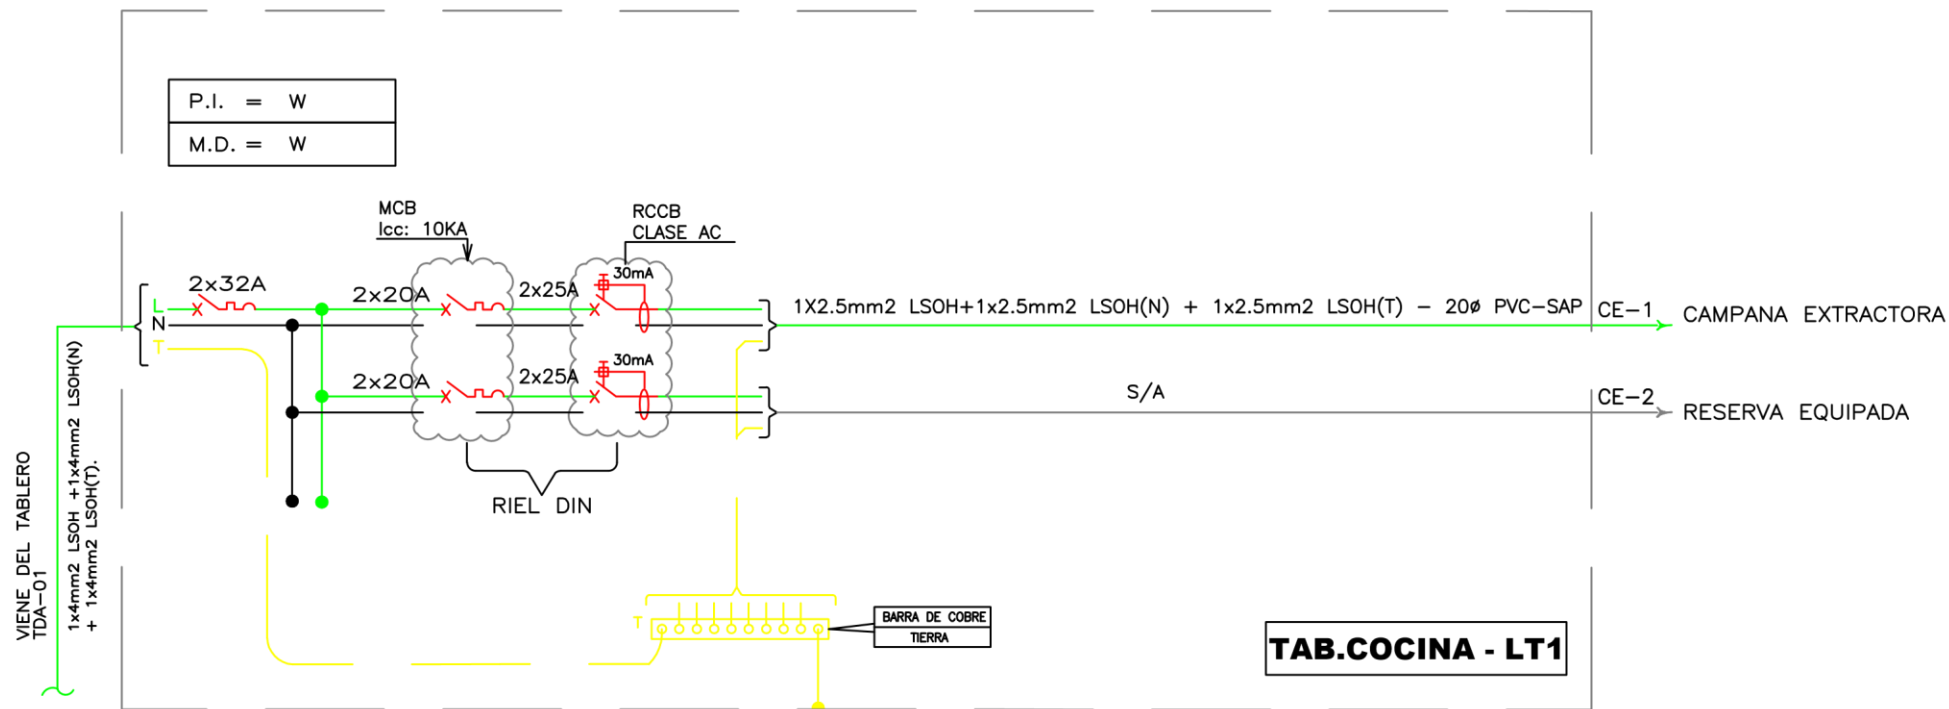 P.I. = W
M.D. = W
MCB
Icc: 10KA
RCCB
CLASE AC
2x32A
2x20A
2x25A
30mA
L
N
T
1X2.5mm2 LSOH+1x2.5mm2 LSOH(N) + 1x2.5mm2 LSOH(T) - 20ø PVC-SAP
CE-1
CAMPANA EXTRACTORA
2x20A
2x25A
30mA
S/A
CE-2
RESERVA EQUIPADA
RIEL DIN
VIENE DEL TABLERO
TDA-01
1x4mm2 LSOH +1x4mm2 LSOH(N)
+ 1x4mm2 LSOH(T).
T
BARRA DE COBRE
TIERRA
TAB.COCINA - LT1